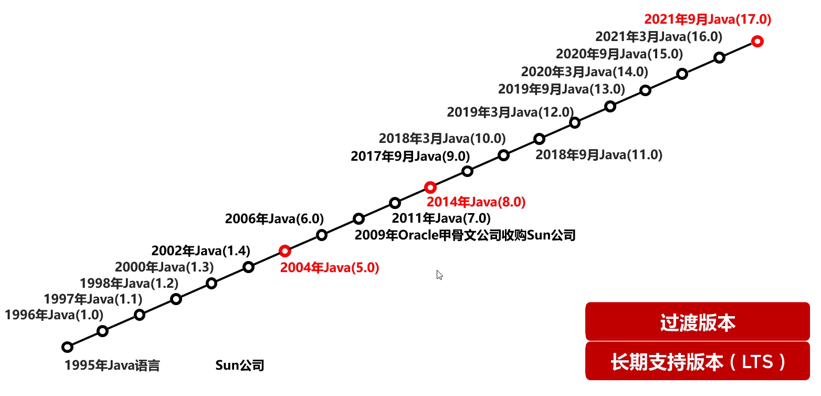 2021年9月Java(17.0)
2021年3月Java(16.0)
2020年9月Java(15.0)
2020年3月Java(14.0)
2019年9月Java(13.0)
2019年3月Java(12.0)
2018年3月Java(10.0)
2018年9月Java(11.0)
2017年9月Java(9.0)
2014年Java(8.0)
2006年Java(6.0)
2011年Java(7.0)
2009年Oracle甲骨文公司收购Sun公司
2002年Java(1.4)
2004年Java(5.0)
2000年Java(1.3)
1998年Java(1.2)
1997年Java(1.1)
1996年Java(1.0)
1995年Java语言
Sun公司
过渡版本
长期支持版本（LTS）